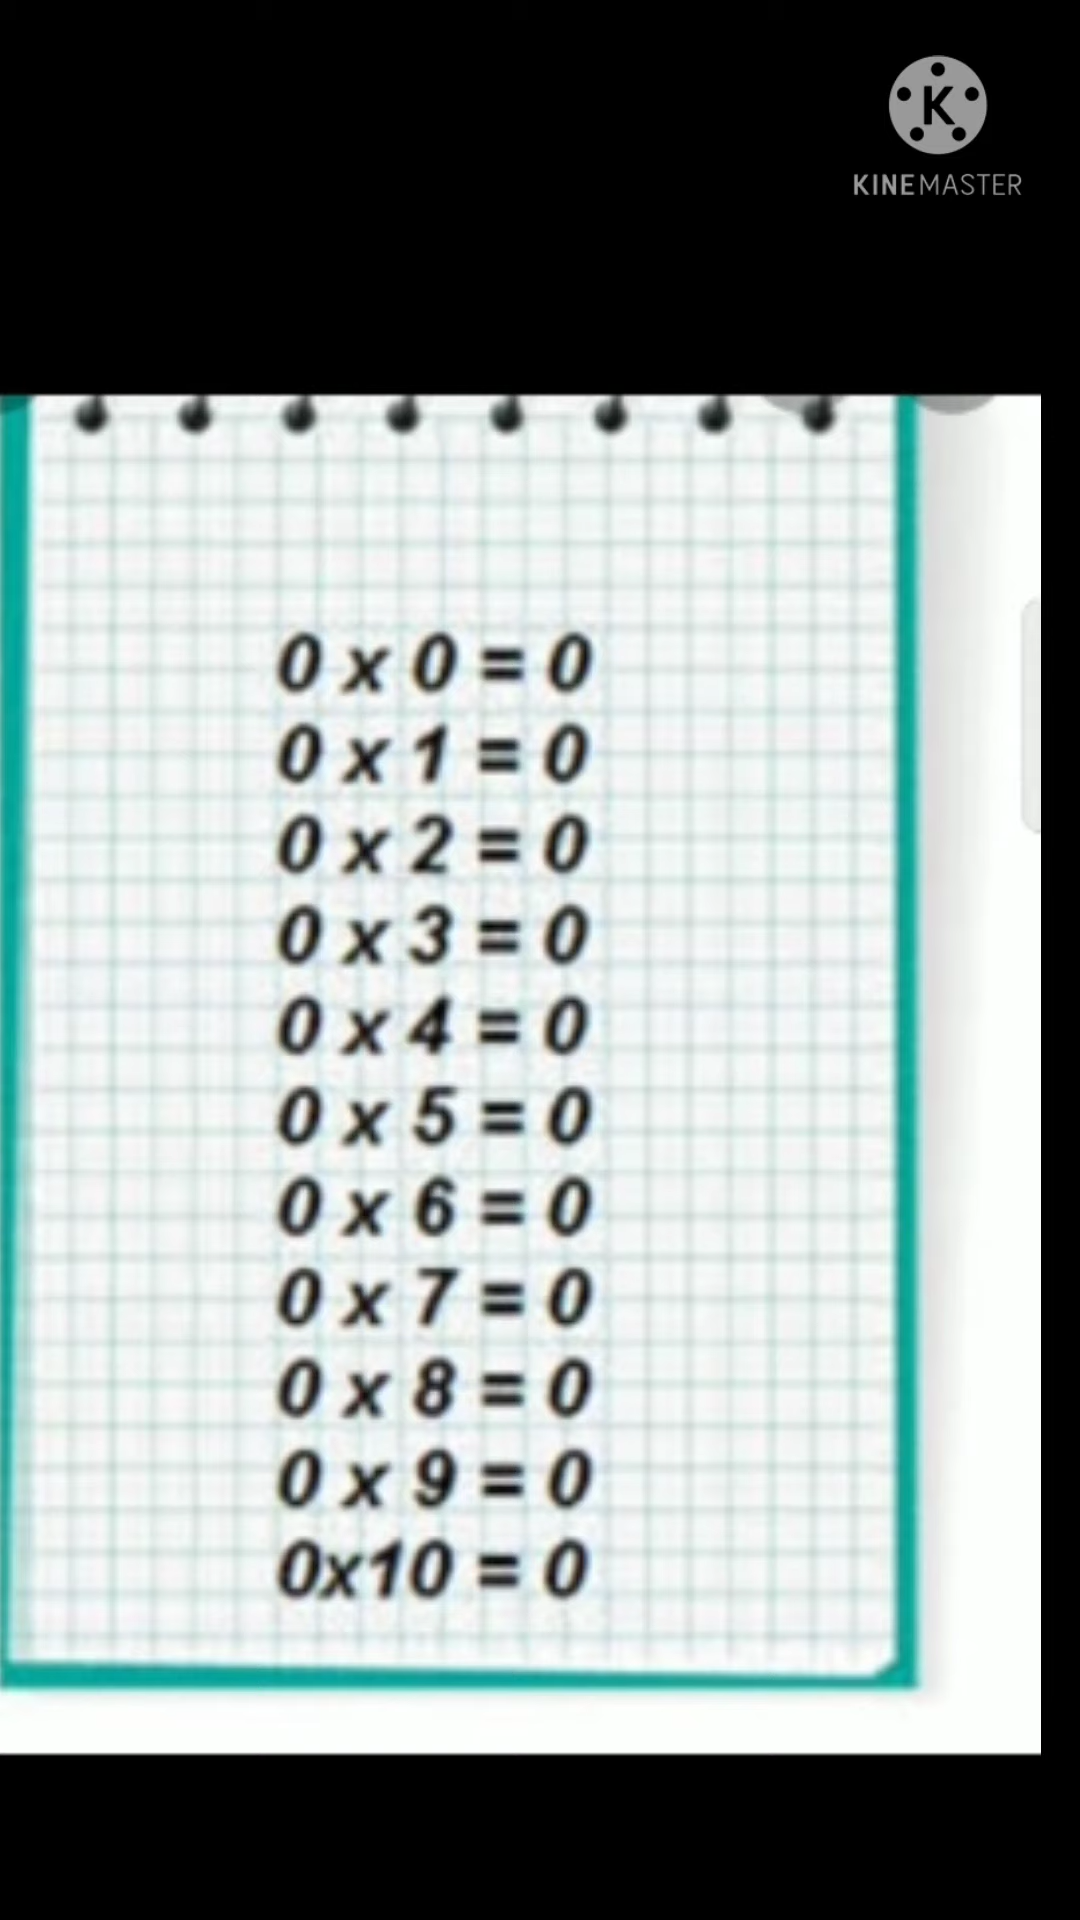 K
KINEMASTER
0 x 0 = 0
0 x 1 = 0
0 x 2 = 0
0 x 3 = 0
0 x 4 = 0
0 x 5 = 0
0 x 6 = 0
0 x 7 = 0
0 x 8 = 0
0 x 9 = 0
0x10 = 0